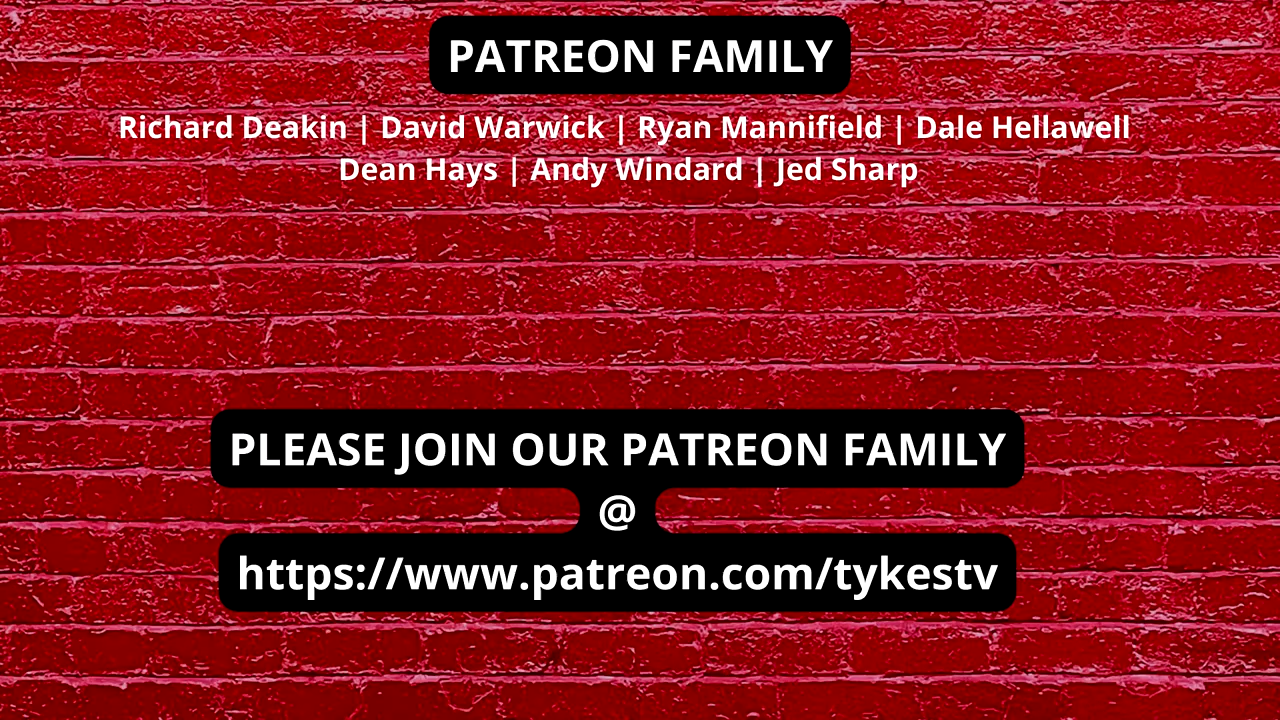 PATREON FAMILY
Richard Deakin | David Warwick | Ryan Mannifield | Dale Hellawell
Dean Hays | Andy Windard | Jed Sharp
PLEASE JOIN OUR PATREON FAMILY
@
https://www.patreon.com/tykestv